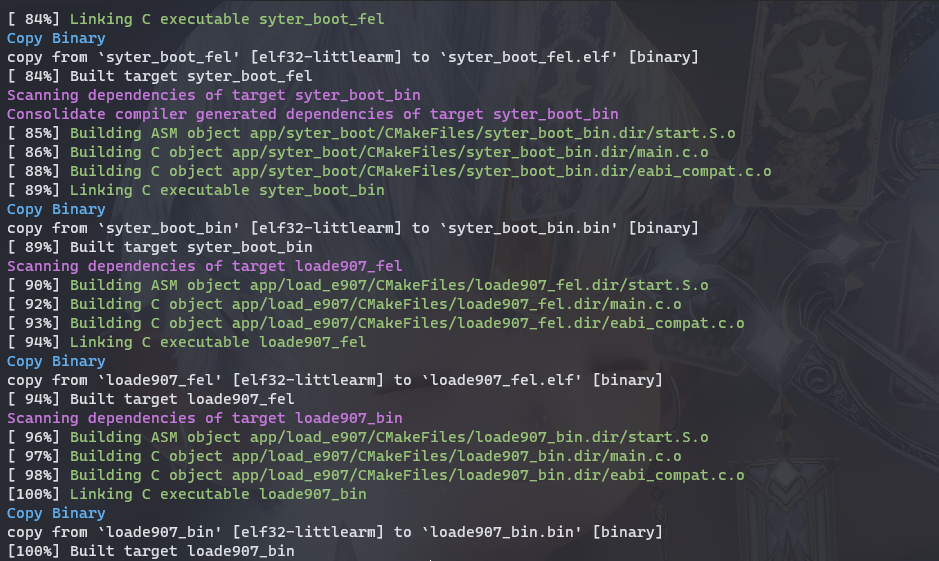 [ 84%] Linking C executable syter_boot_fel
Copy Binary
copy from `syter_boot_fel' [elf32-littlearm] to `syter_boot_fel.elf' [binary]
[ 84%] Built target syter_boot_fel
Scanning dependencies of target syter_boot_bin
Consolidate compiler generated dependencies of target syter_boot_bin
[ 85%] Building ASM object app/syter_boot/CMakeFiles/syter_boot_bin.dir/start.S.o
[ 86%] Building C object app/syter_boot/CMakeFiles/syter_boot_bin.dir/main.c.o
[ 88%] Building C object app/syter_boot/CMakeFiles/syter_boot_bin.dir/eabi_compat.c.o
[ 89%] Linking C executable syter_boot_bin
Copy Binary
copy from `syter_boot_bin' [elf32-littlearm] to `syter_boot_bin.bin' [binary]
[ 89%] Built target syter_boot_bin
Scanning dependencies of target loade907_fel
[ 90%] Building ASM object app/load_e907/CMakeFiles/loade907_fel.dir/start.S.o
[ 92%] Building C object app/load_e907/CMakeFiles/loade907_fel.dir/main.c.o
[ 93%] Building C object app/load_e907/CMakeFiles/loade907_fel.dir/eabi_compat.c.o
[ 94%] Linking C executable loade907_fel
Copy Binary
copy from `loade907_fel' [elf32-littlearm] to `loade907_fel.elf' [binary]
[ 94%] Built target loade907_fel
Scanning dependencies of target loade907_bin
[ 96%] Building ASM object app/load_e907/CMakeFiles/loade907_bin.dir/start.S.o
[ 97%] Building C object app/load_e907/CMakeFiles/loade907_bin.dir/main.c.o
[ 98%] Building C object app/load_e907/CMakeFiles/loade907_bin.dir/eabi_compat.c.o
[100%] Linking C executable loade907_bin
Copy Binary
copy from `loade907_bin' [elf32-littlearm] to `loade907_bin.bin' [binary]
[100%] Built target loade907_bin